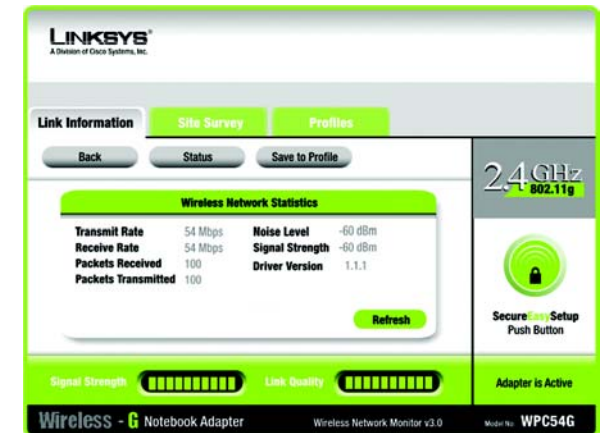 LINKSYS®
A Division of Cisco Systems, Inc.
Link Information Site Survey Profiles
Back Status Save to Profile
2.4 GHz
802.11g
Wireless Network Statistics
Transmit Rate 54 Mbps Noise Level -60 dBm
Receive Rate 54 Mbps Signal Strength -60 dBm
Packets Received 100 Driver Version 1.1.1
Packets Transmitted 100
Refresh
SecureEasySetup
Push Button
Signal Strength Link Quality Adapter is Active
Wireless - G Notebook Adapter Wireless Network Monitor v3.0 Model No. WPC54G